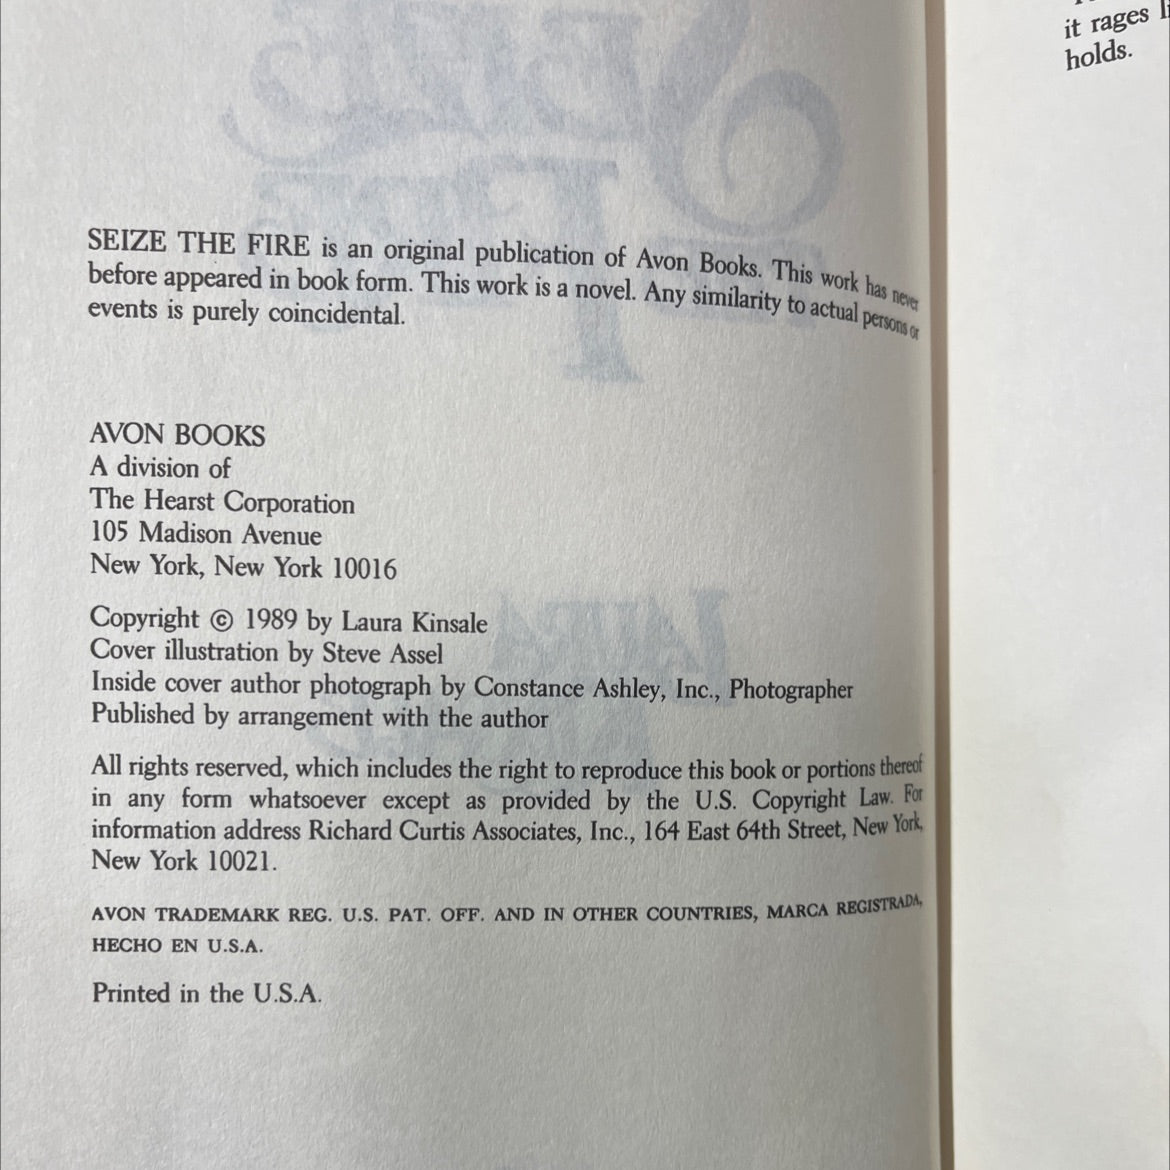 SEIZE THE FIRE is an original publication of Avon Books. This work has never
before appeared in book form. This work is a novel. Any similarity to actual persons or
events is purely coincidental.
AVON BOOKS
A division of
The Hearst Corporation
105 Madison Avenue
New York, New York 10016
Copyright © 1989 by Laura Kinsale
Cover illustration by Steve Assel
Inside cover author photograph by Constance Ashley, Inc., Photographer
Published by arrangement with the author
All rights reserved, which includes the right to reproduce this book or portions thereof
in any form whatsoever except as provided by the U.S. Copyright Law. For
information address Richard Curtis Associates, Inc., 164 East 64th Street, New York,
New York 10021.
AVON TRADEMARK REG. U.S. PAT. OFF. AND IN OTHER COUNTRIES, MARCA REGISTRADA,
HECHO EN U.S.A.
Printed in the U.S.A.
it rages
holds.